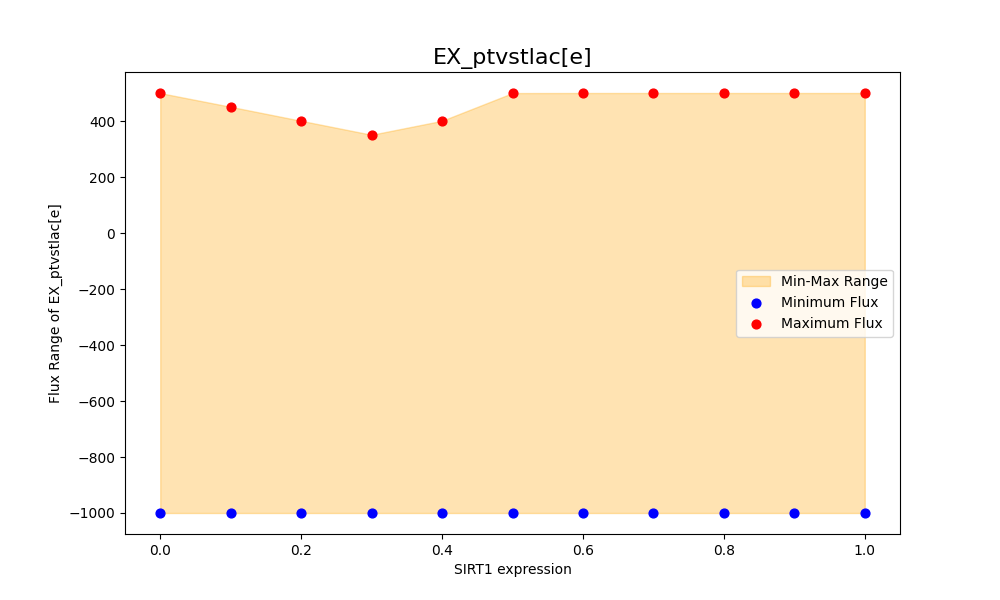 EX_ptvstlac[e]
Flux Range of EX_ptvstlac[e]
400
200
0
−200
−400
−600
−800
−1000
Min-Max Range
Minimum Flux
Maximum Flux
0.0 0.2 0.4 0.6 0.8 1.0
SIRT1 expression